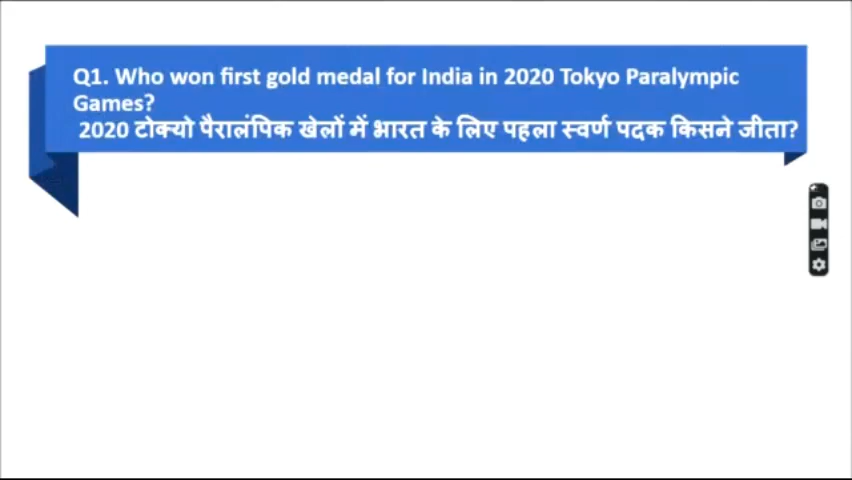 Q1. Who won first gold medal for India in 2020 Tokyo Paralympic
Games?
2020 टोक्यो पैरालंपिक खेलों में भारत के लिए पहला स्वर्ण पदक किसने जीता?